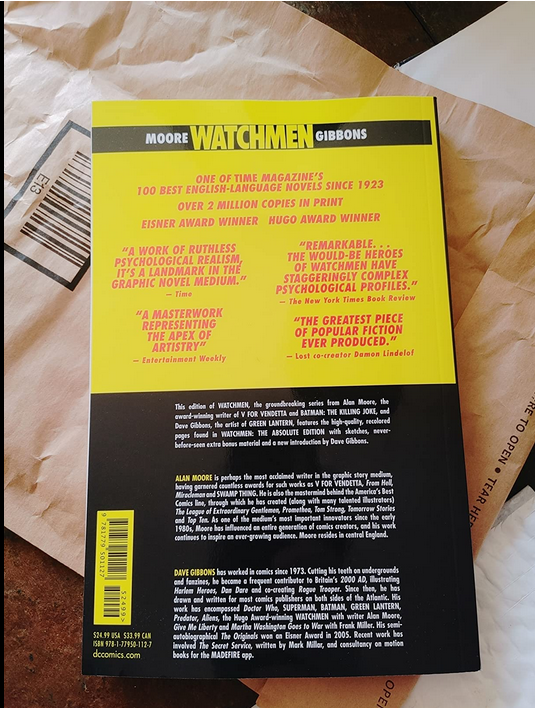 MOORE WATCHMEN GIBBONS
ONE OF TIME MAGAZINE'S
100 BEST ENGLISH-LANGUAGE NOVELS SINCE 1923
OVER 2 MILLION COPIES IN PRINT
EISNER AWARD WINNER HUGO AWARD WINNER
"A WORK OF RUTHLESS
PSYCHOLOGICAL REALISM,
IT'S A LANDMARK IN THE
GRAPHIC NOVEL MEDIUM."
— Time
"REMARKABLE. . .
THE WOULD-BE HEROES
OF WATCHMEN HAVE
STAGGERINGLY COMPLEX
PSYCHOLOGICAL PROFILES."
— The New York Times Book Review
"A MASTERWORK
REPRESENTING
THE APEX OF
ARTISTRY"
— Entertainment Weekly
"THE GREATEST PIECE
OF POPULAR FICTION
EVER PRODUCED."
— Lost co-creator Damon Lindelof
This edition of WATCHMEN, the groundbreaking series from Alan Moore, the
award-winning writer of V FOR VENDETTA and BATMAN: THE KILLING JOKE, and
Dave Gibbons, the artist of GREEN LANTERN, features the high-quality, recolored
pages found in WATCHMEN: THE ABSOLUTE EDITION with sketches, never-
before-seen extra bonus material and a new introduction by Dave Gibbons.
ALAN MOORE is perhaps the most acclaimed writer in the graphic story medium,
having garnered countless awards for such works as V FOR VENDETTA, From Hell,
Miracleman and SWAMP THING. He is also the mastermind behind the America's Best
Comics line, through which he has created (along with many talented illustrators)
The League of Extraordinary Gentlemen, Promethea, Tom Strong, Tomorrow Stories
and Top Ten. As one of the medium's most important innovators since the early
1980s, Moore has influenced an entire generation of comics creators, and his work
continues to inspire an ever-growing audience. Moore resides in central England.
DAVE GIBBONS has worked in comics since 1973. Cutting his teeth on undergrounds
and fanzines, he became a frequent contributor to Britain's 2000 AD, illustrating
Harlem Heroes, Dan Dare and co-creating Rogue Trooper. Since then, he has
drawn and written for most comics publishers on both sides of the Atlantic. His
work has encompassed Doctor Who, SUPERMAN, BATMAN, GREEN LANTERN,
Predator, Aliens, the Hugo Award-winning WATCHMEN with writer Alan Moore,
Give Me Liberty and Martha Washington Goes to War with Frank Miller. His semi-
autobiographical The Originals won an Eisner Award in 2005. Recent work has
involved The Secret Service, written by Mark Millar, and consultancy on motion
books for the MADEFIRE app.
9 781779 501127
52499>
$24.99 USA $33.99 CAN
ISBN 978-1-77950-112-7
dccomics.com
E13
RE TO OPEN • TEAR HE
OPE